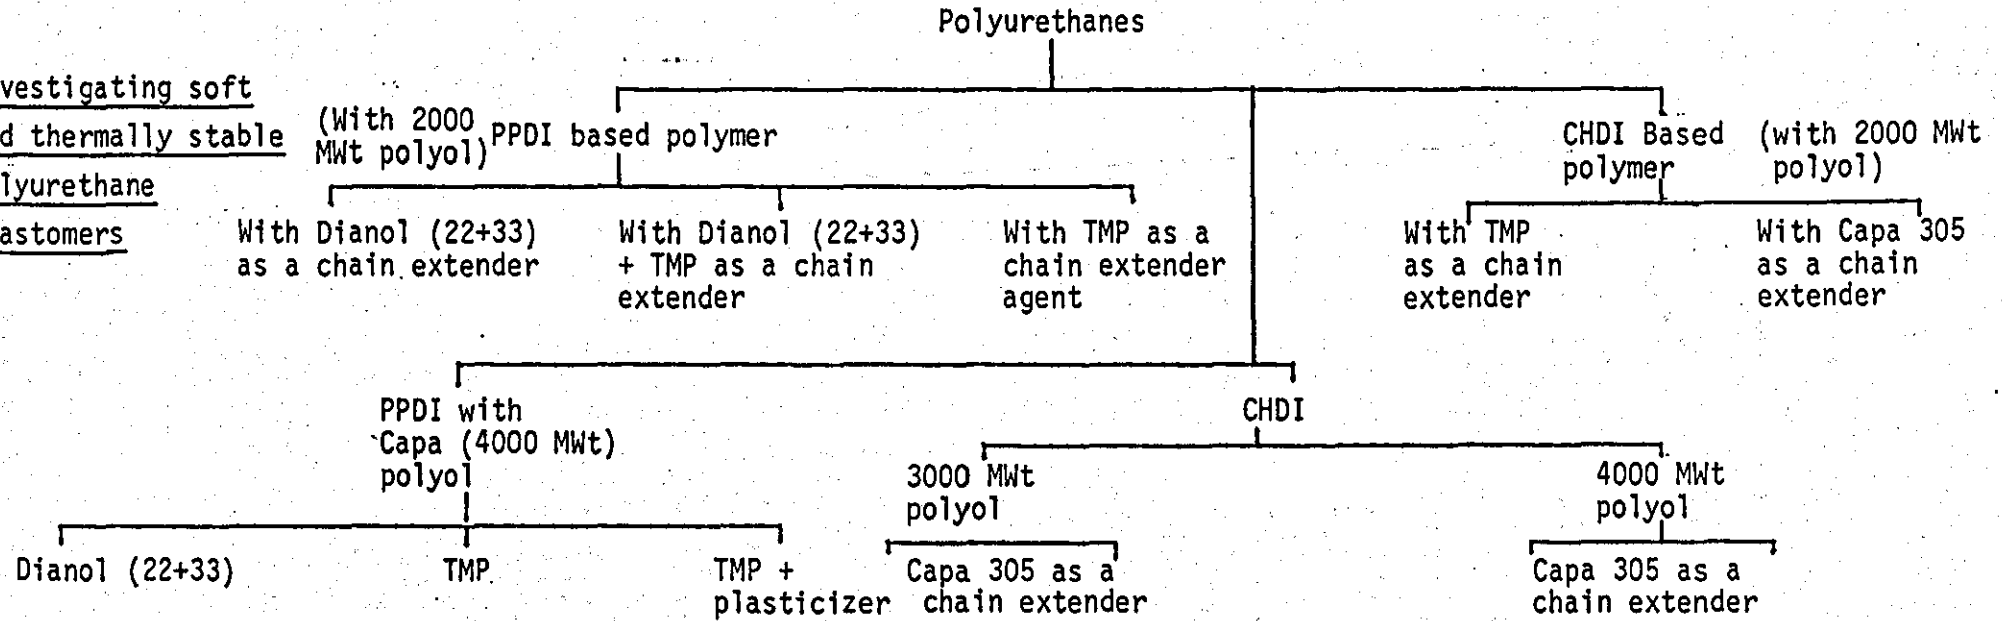 Polyurethanes
vestigating soft
d thermally stable
lyurethane
astomers
(With 2000
MWt polyol)
PPDI based polymer
CHDI Based
polymer
(with 2000 MWt
polyol)
With Dianol (22+33)
as a chain extender
With Dianol (22+33)
+ TMP as a chain
extender
With TMP as a
chain extender
agent
With TMP
as a chain
extender
With Capa 305
as a chain
extender
PPDI with
Capa (4000 MWt)
polyol
CHDI
3000 MWt
polyol
4000 MWt
polyol
Dianol (22+33)
TMP
TMP +
plasticizer
Capa 305 as a
chain extender
Capa 305 as a
chain extender